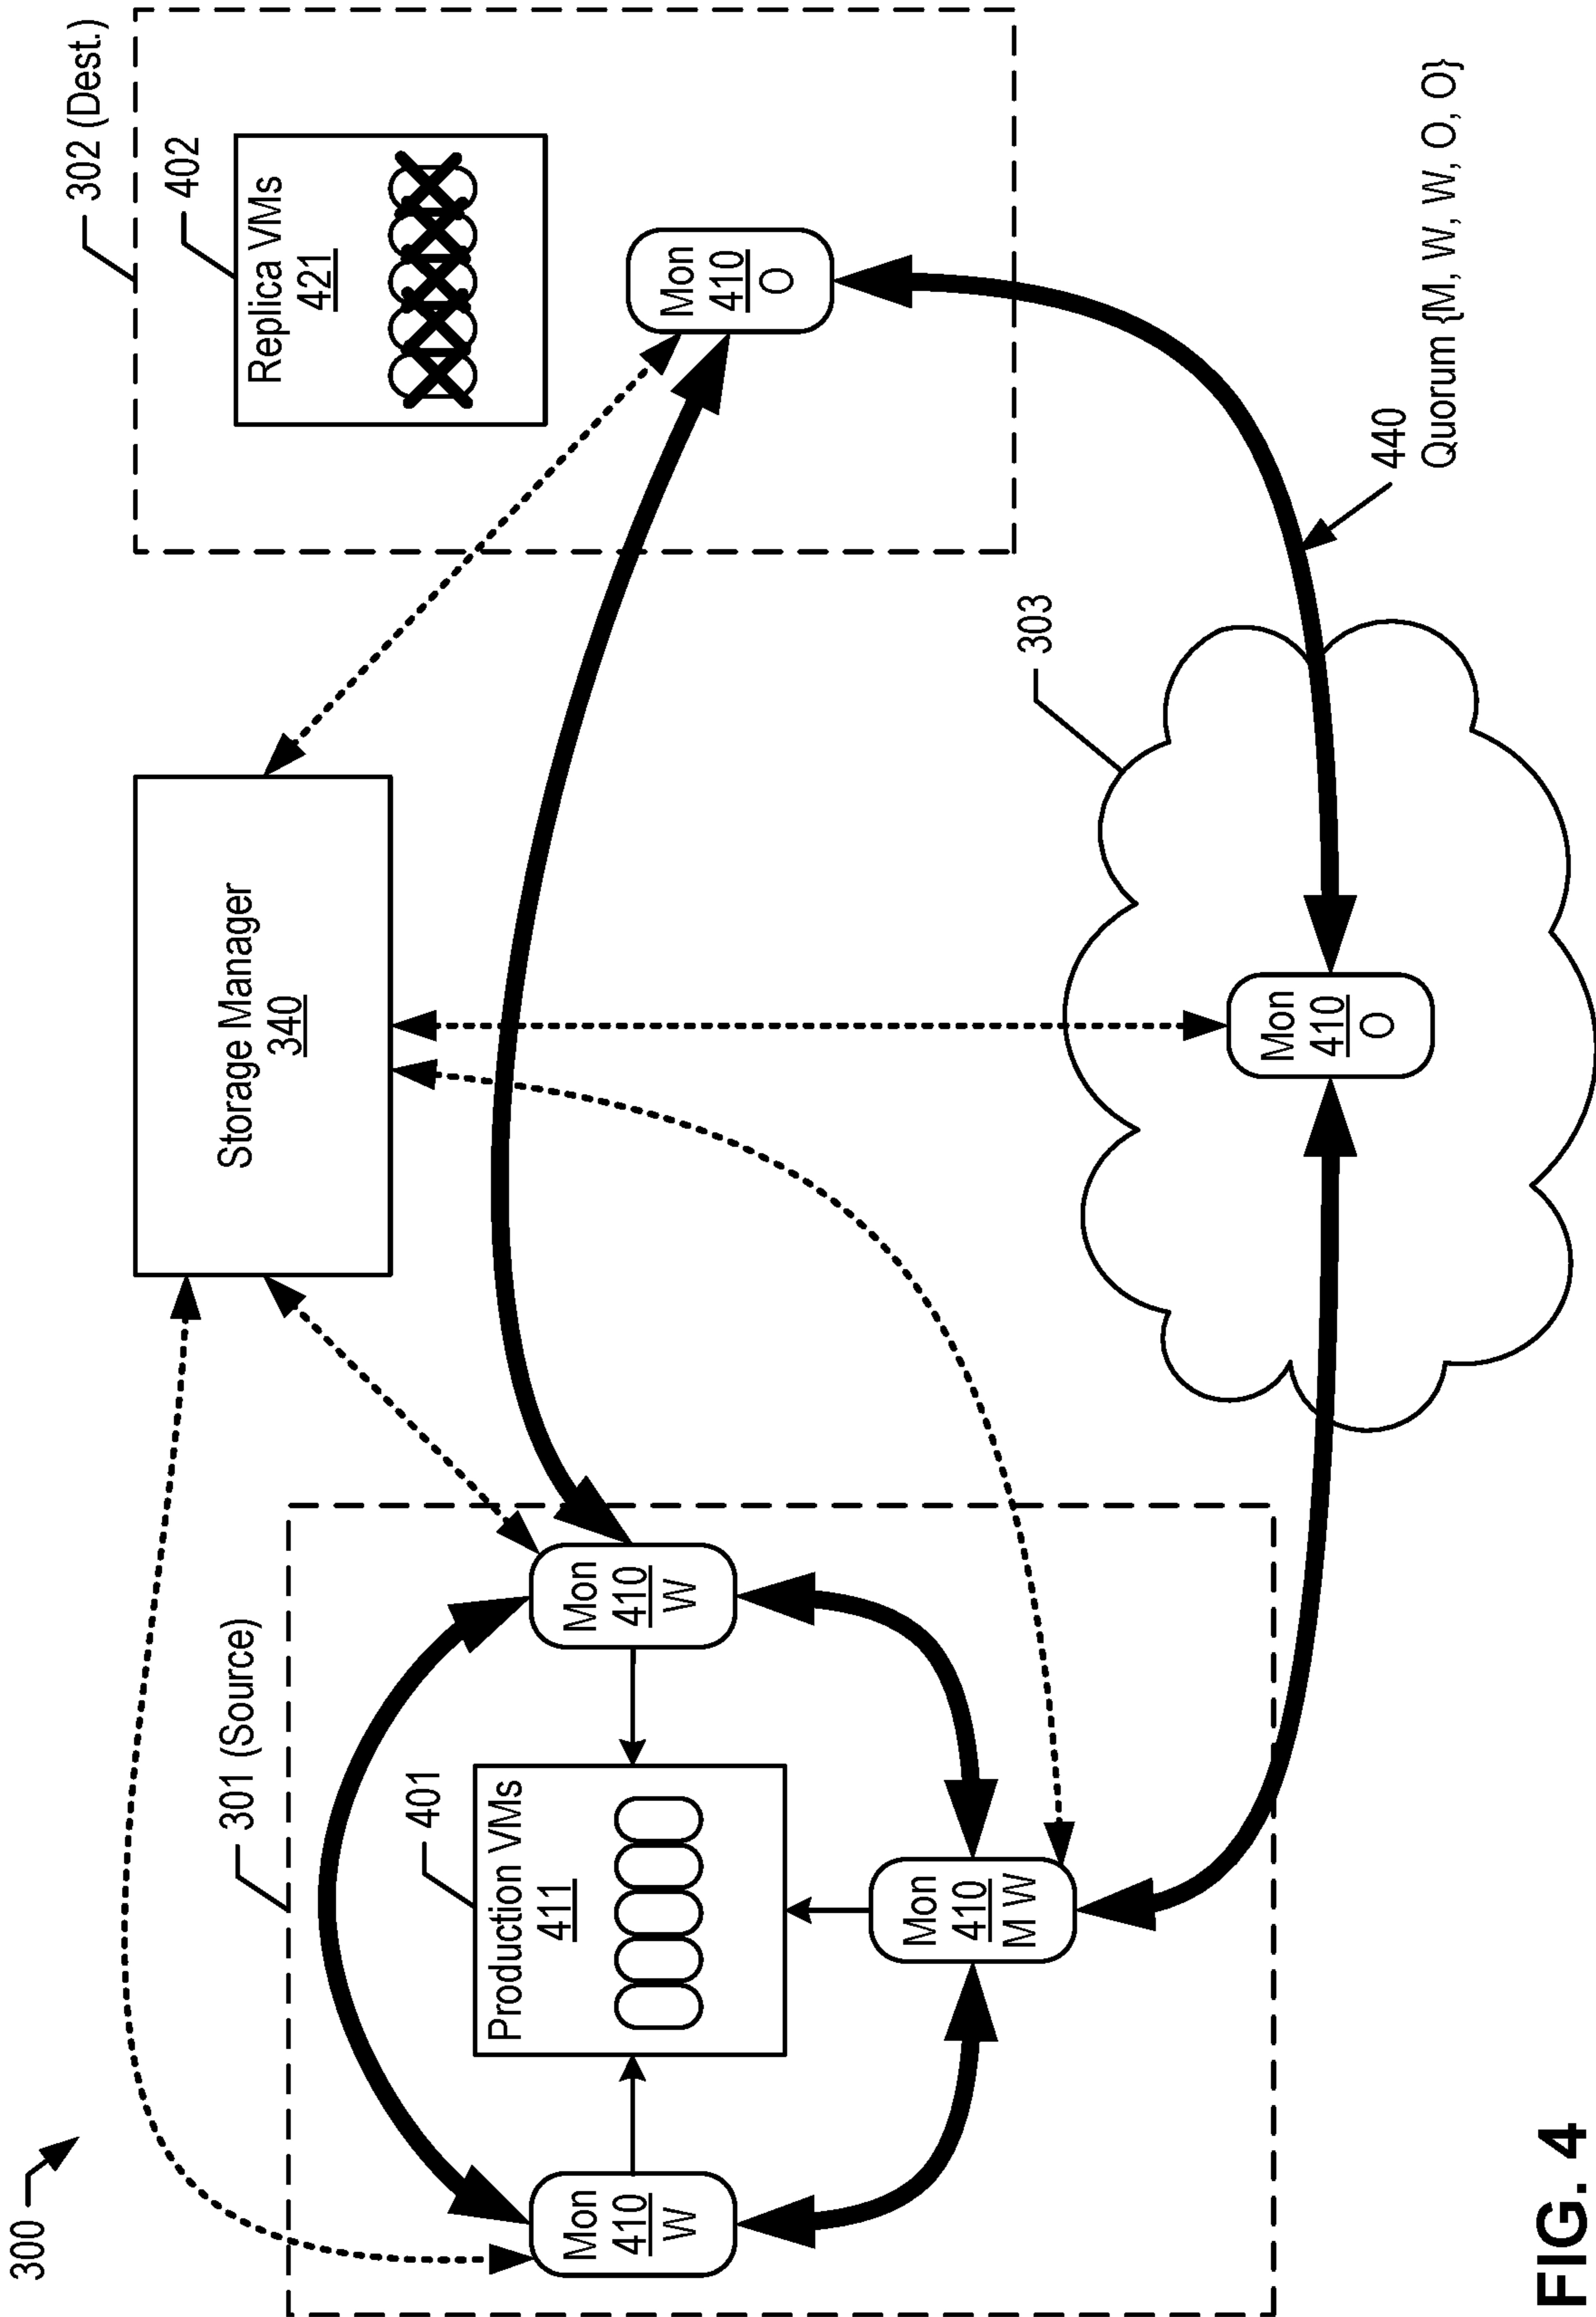 300
301 (Source)
302 (Dest.)
Storage Manager
340
402
Replica VMs
421
401
Production VMs
411
Mon
410
W
Mon
410
W
Mon
410
O
Mon
410
M W
303
Mon
410
O
440
Quorum {M, W, W, O, O}
FIG. 4